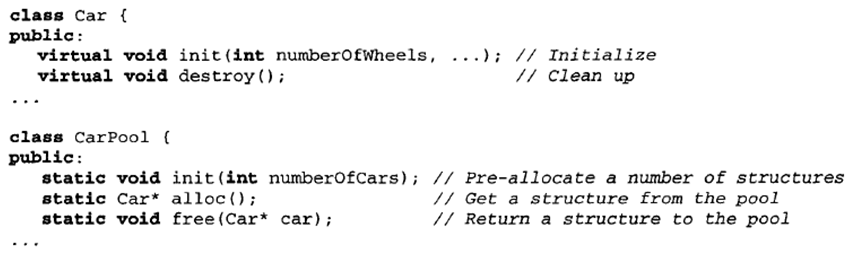 class Car {
public:
virtual void init(int numberOfWheels, ...); // Initialize
virtual void destroy(); // Clean up
...
class CarPool {
public:
static void init(int numberOfCars); // Pre-allocate a number of structures
static Car* alloc(); // Get a structure from the pool
static void free(Car* car); // Return a structure to the pool
...